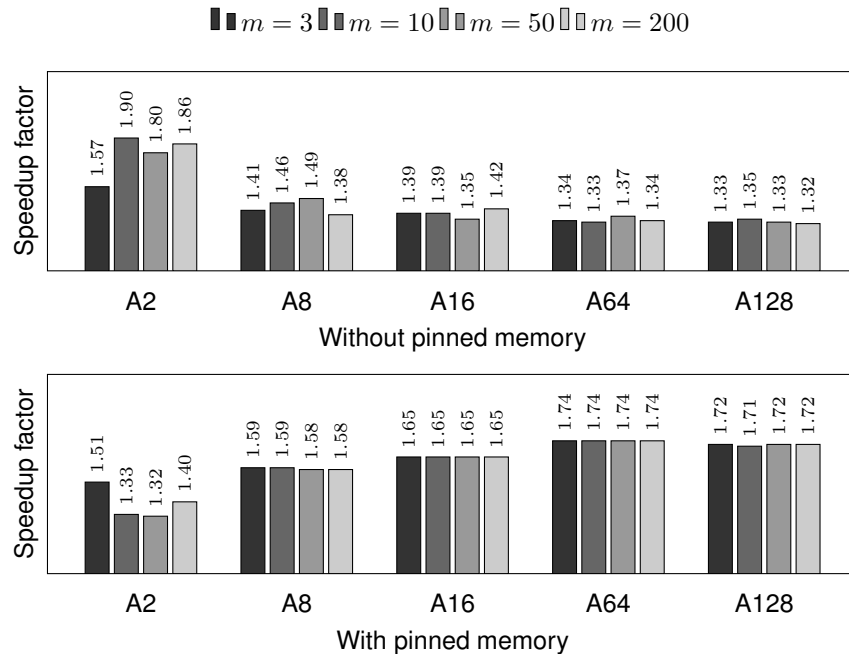 m = 3 m = 10 m = 50 m = 200
Speedup factor
1.57 1.90 1.80 1.86 1.41 1.46 1.49 1.38 1.39 1.39 1.35 1.42 1.34 1.33 1.37 1.34 1.33 1.35 1.33 1.32
A2 A8 A16 A64 A128
Without pinned memory
Speedup factor
1.51 1.33 1.32 1.40 1.59 1.59 1.58 1.58 1.65 1.65 1.65 1.65 1.74 1.74 1.74 1.74 1.72 1.71 1.72 1.72
A2 A8 A16 A64 A128
With pinned memory